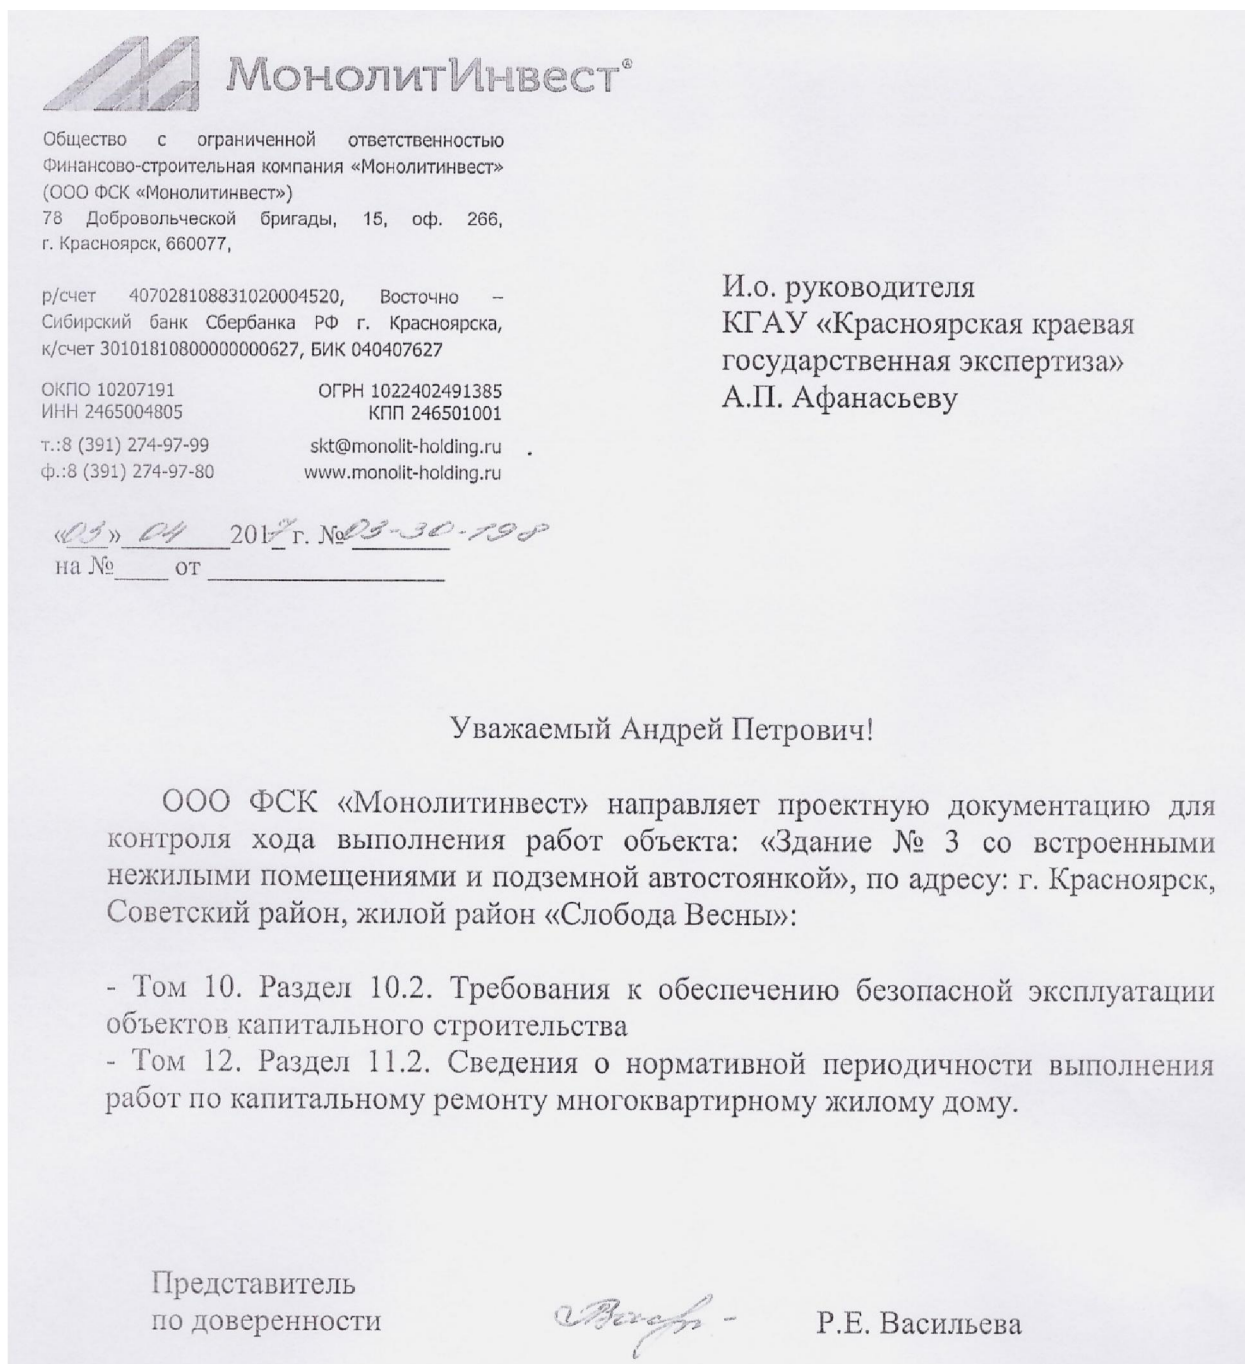 МонолитИнвест®
Общество с ограниченной ответственностью
Финансово-строительная компания «Монолитинвест»
(ООО ФСК «Монолитинвест»)
78 Добровольческой бригады, 15, оф. 266,
г. Красноярск, 660077,
р/счет 407028108831020004520, Восточно –
Сибирский банк Сбербанка РФ г. Красноярска,
к/счет 30101810800000000627, БИК 040407627
ОКПО 10207191 ОГРН 1022402491385
ИНН 2465004805 КПП 246501001
т.:8 (391) 274-97-99 skt@monolit-holding.ru
ф.:8 (391) 274-97-80 www.monolit-holding.ru
«03» 04 2017 г. № 03-30-198
на №____ от ________________
И.о. руководителя
КГАУ «Красноярская краевая
государственная экспертиза»
А.П. Афанасьеву
Уважаемый Андрей Петрович!
ООО ФСК «Монолитинвест» направляет проектную документацию для
контроля хода выполнения работ объекта: «Здание № 3 со встроенными
нежилыми помещениями и подземной автостоянкой», по адресу: г. Красноярск,
Советский район, жилой район «Слобода Весны»:
- Том 10. Раздел 10.2. Требования к обеспечению безопасной эксплуатации
объектов капитального строительства
- Том 12. Раздел 11.2. Сведения о нормативной периодичности выполнения
работ по капитальному ремонту многоквартирному жилому дому.
Представитель
по доверенности Р.Е. Васильева